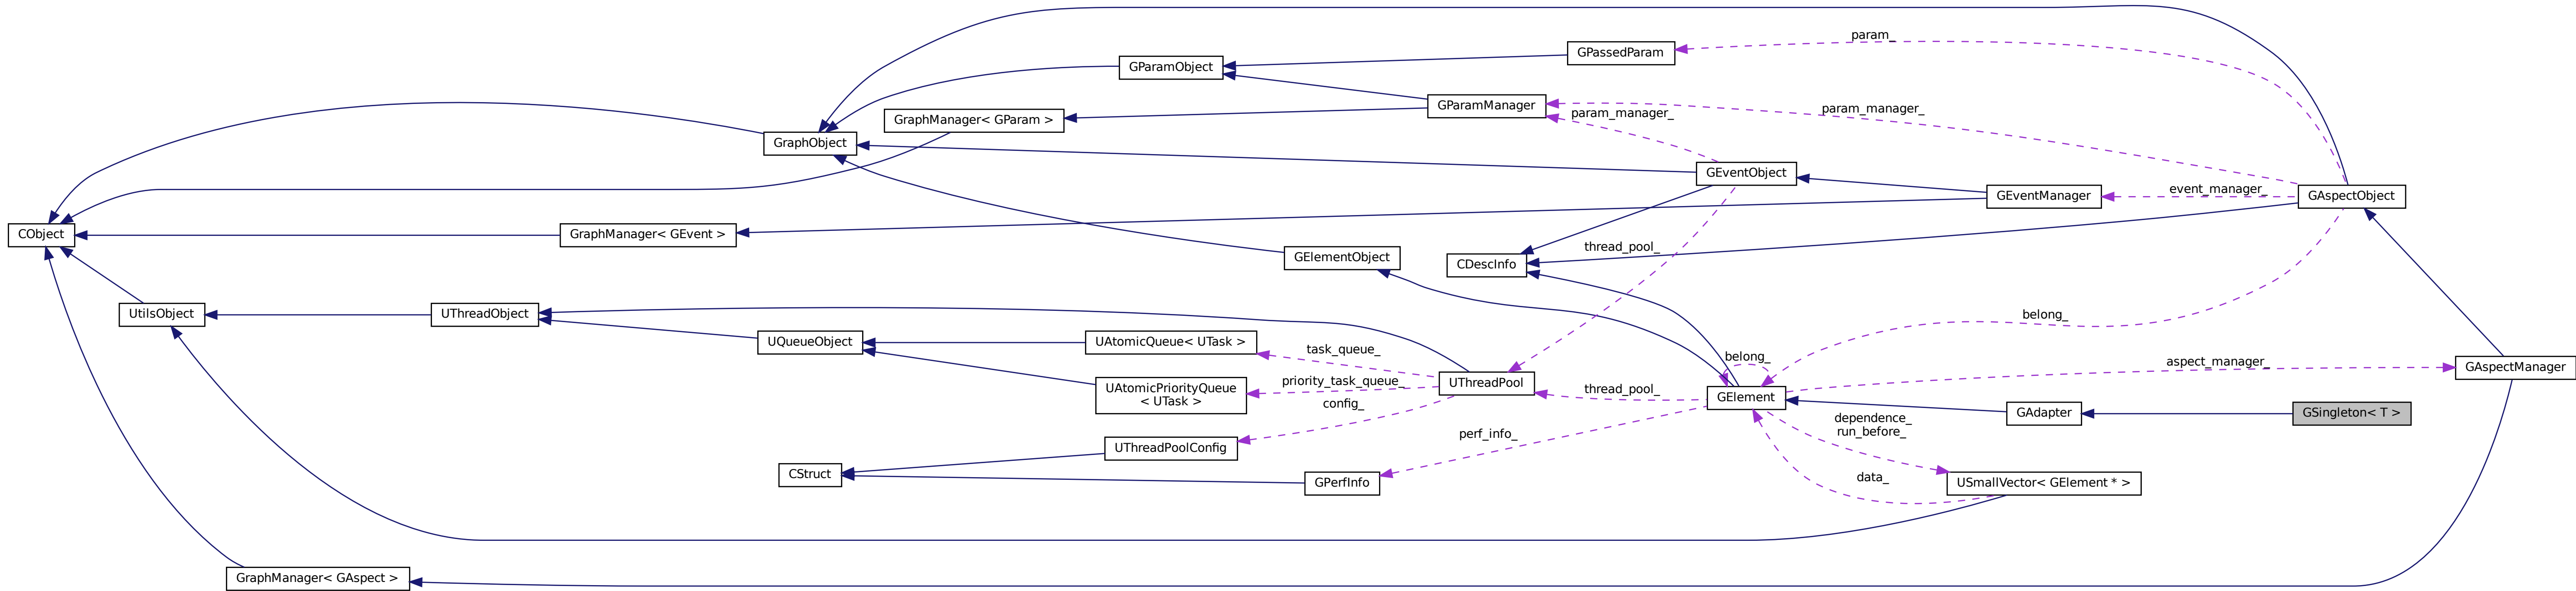 param_
GPassedParam
GParamObject
GParamManager
param_manager_
param_manager_
GraphManager< GParam >
GraphObject
GEventObject
event_manager_
GEventManager
GAspectObject
CObject
GraphManager< GEvent >
thread_pool_
GElementObject
CDescInfo
UtilsObject
UThreadObject
belong_
UQueueObject
UAtomicQueue< UTask >
task_queue_
belong_
aspect_manager_
GAspectManager
UAtomicPriorityQueue
< UTask >
priority_task_queue_
UThreadPool
thread_pool_
GElement
config_
GAdapter
GSingleton< T >
dependence_
run_before_
perf_info_
UThreadPoolConfig
CStruct
GPerfInfo
data_
USmallVector< GElement * >
GraphManager< GAspect >